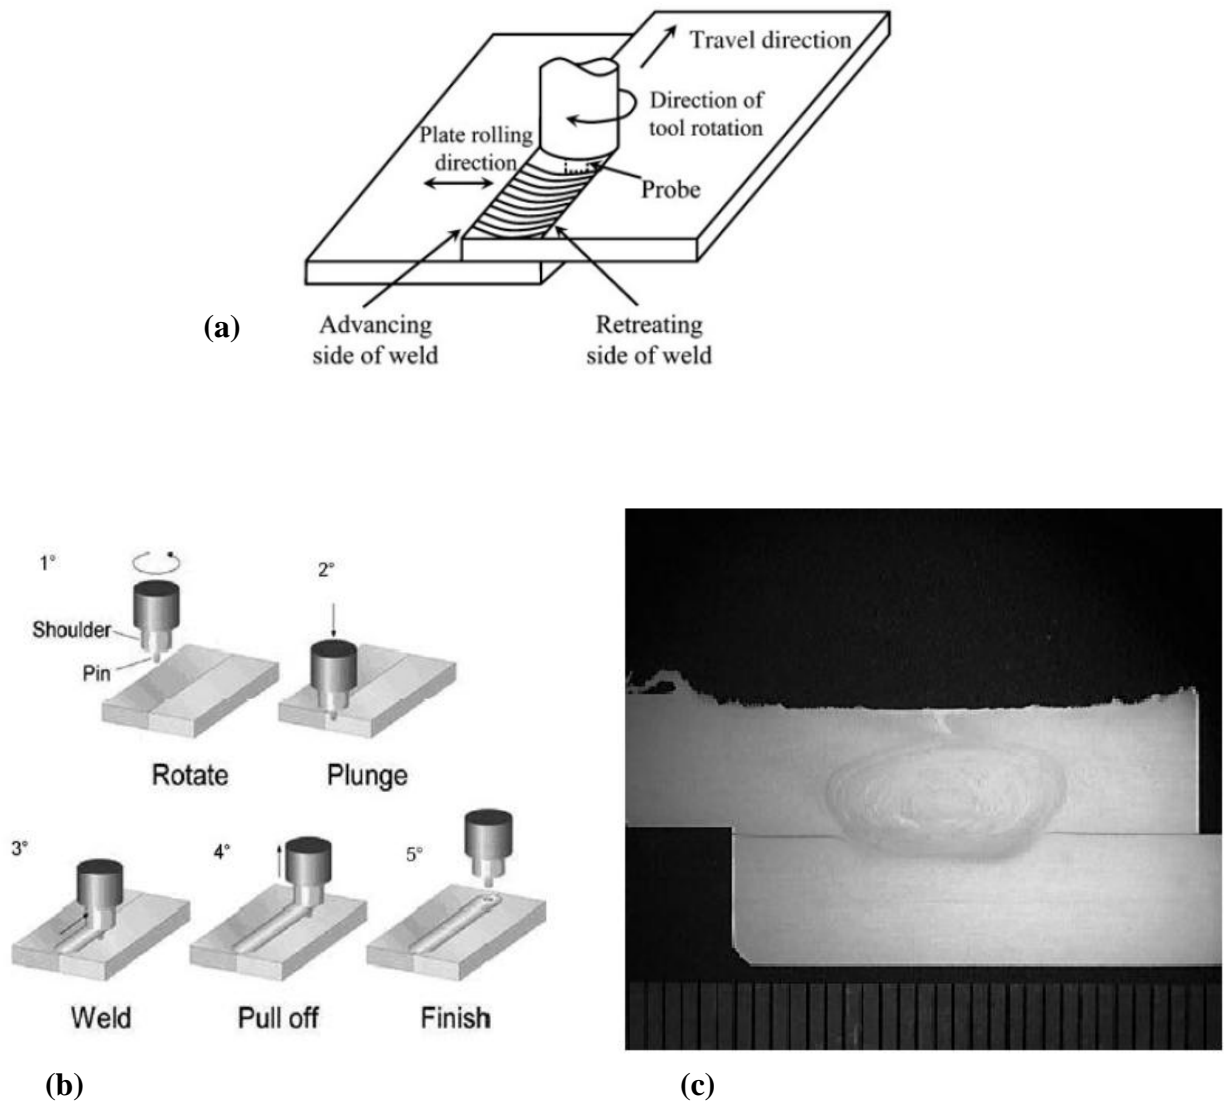 Travel direction
Direction of
tool rotation
Plate rolling
direction
Probe
(a)
Advancing
side of weld
Retreating
side of weld
1°
2°
Shoulder
Pin
Rotate
Plunge
3°
4°
5°
Weld
Pull off
Finish
(b)
(c)